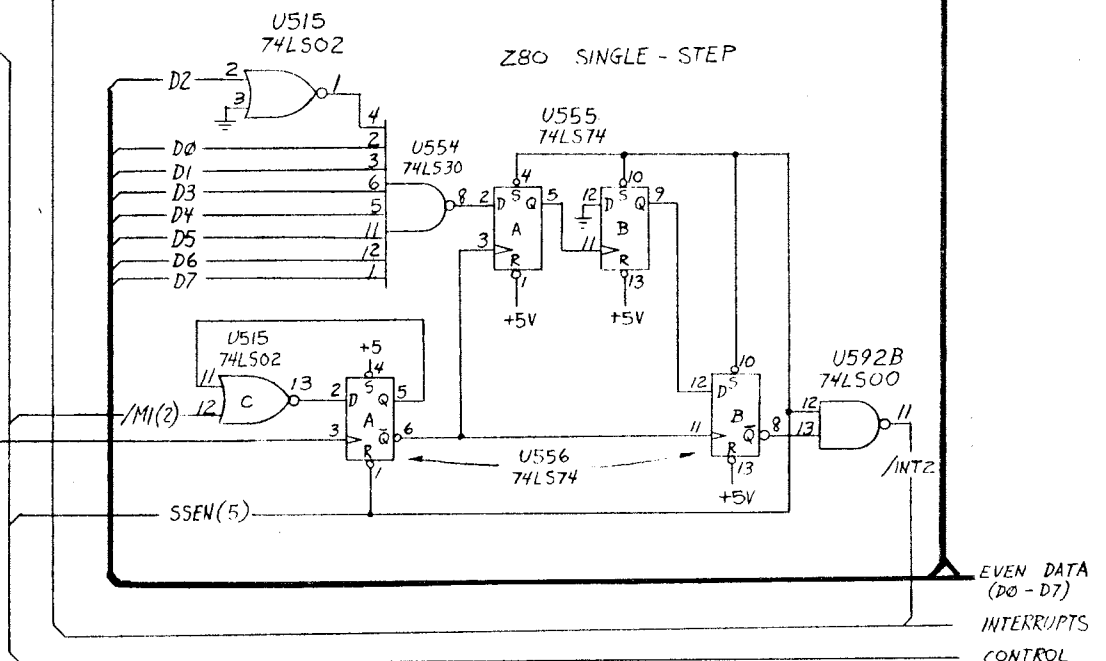 U515
74LS02
Z80 SINGLE - STEP
D2 2 3 1
U555
74LS74
4
DØ 2
D1 3
D3 6
D4 5
D5 11
D6 12
D7 1
U554
74LS30
8
2 D S Q 5
4
3 A
R
1
+5V
12 D S Q 9
10
11 B
R
13
+5V
U515
74LS02
11
12 C 13
/M1(2)
+5
4
2 D S Q 5
3 A Q 6
R
1
U556
74LS74
10
12 D S
11 B Q 8
R
13
+5V
U592B
74LS00
12
13
11
/INTZ
SSEN(5)
EVEN DATA
(DØ - D7)
INTERRUPTS
CONTROL